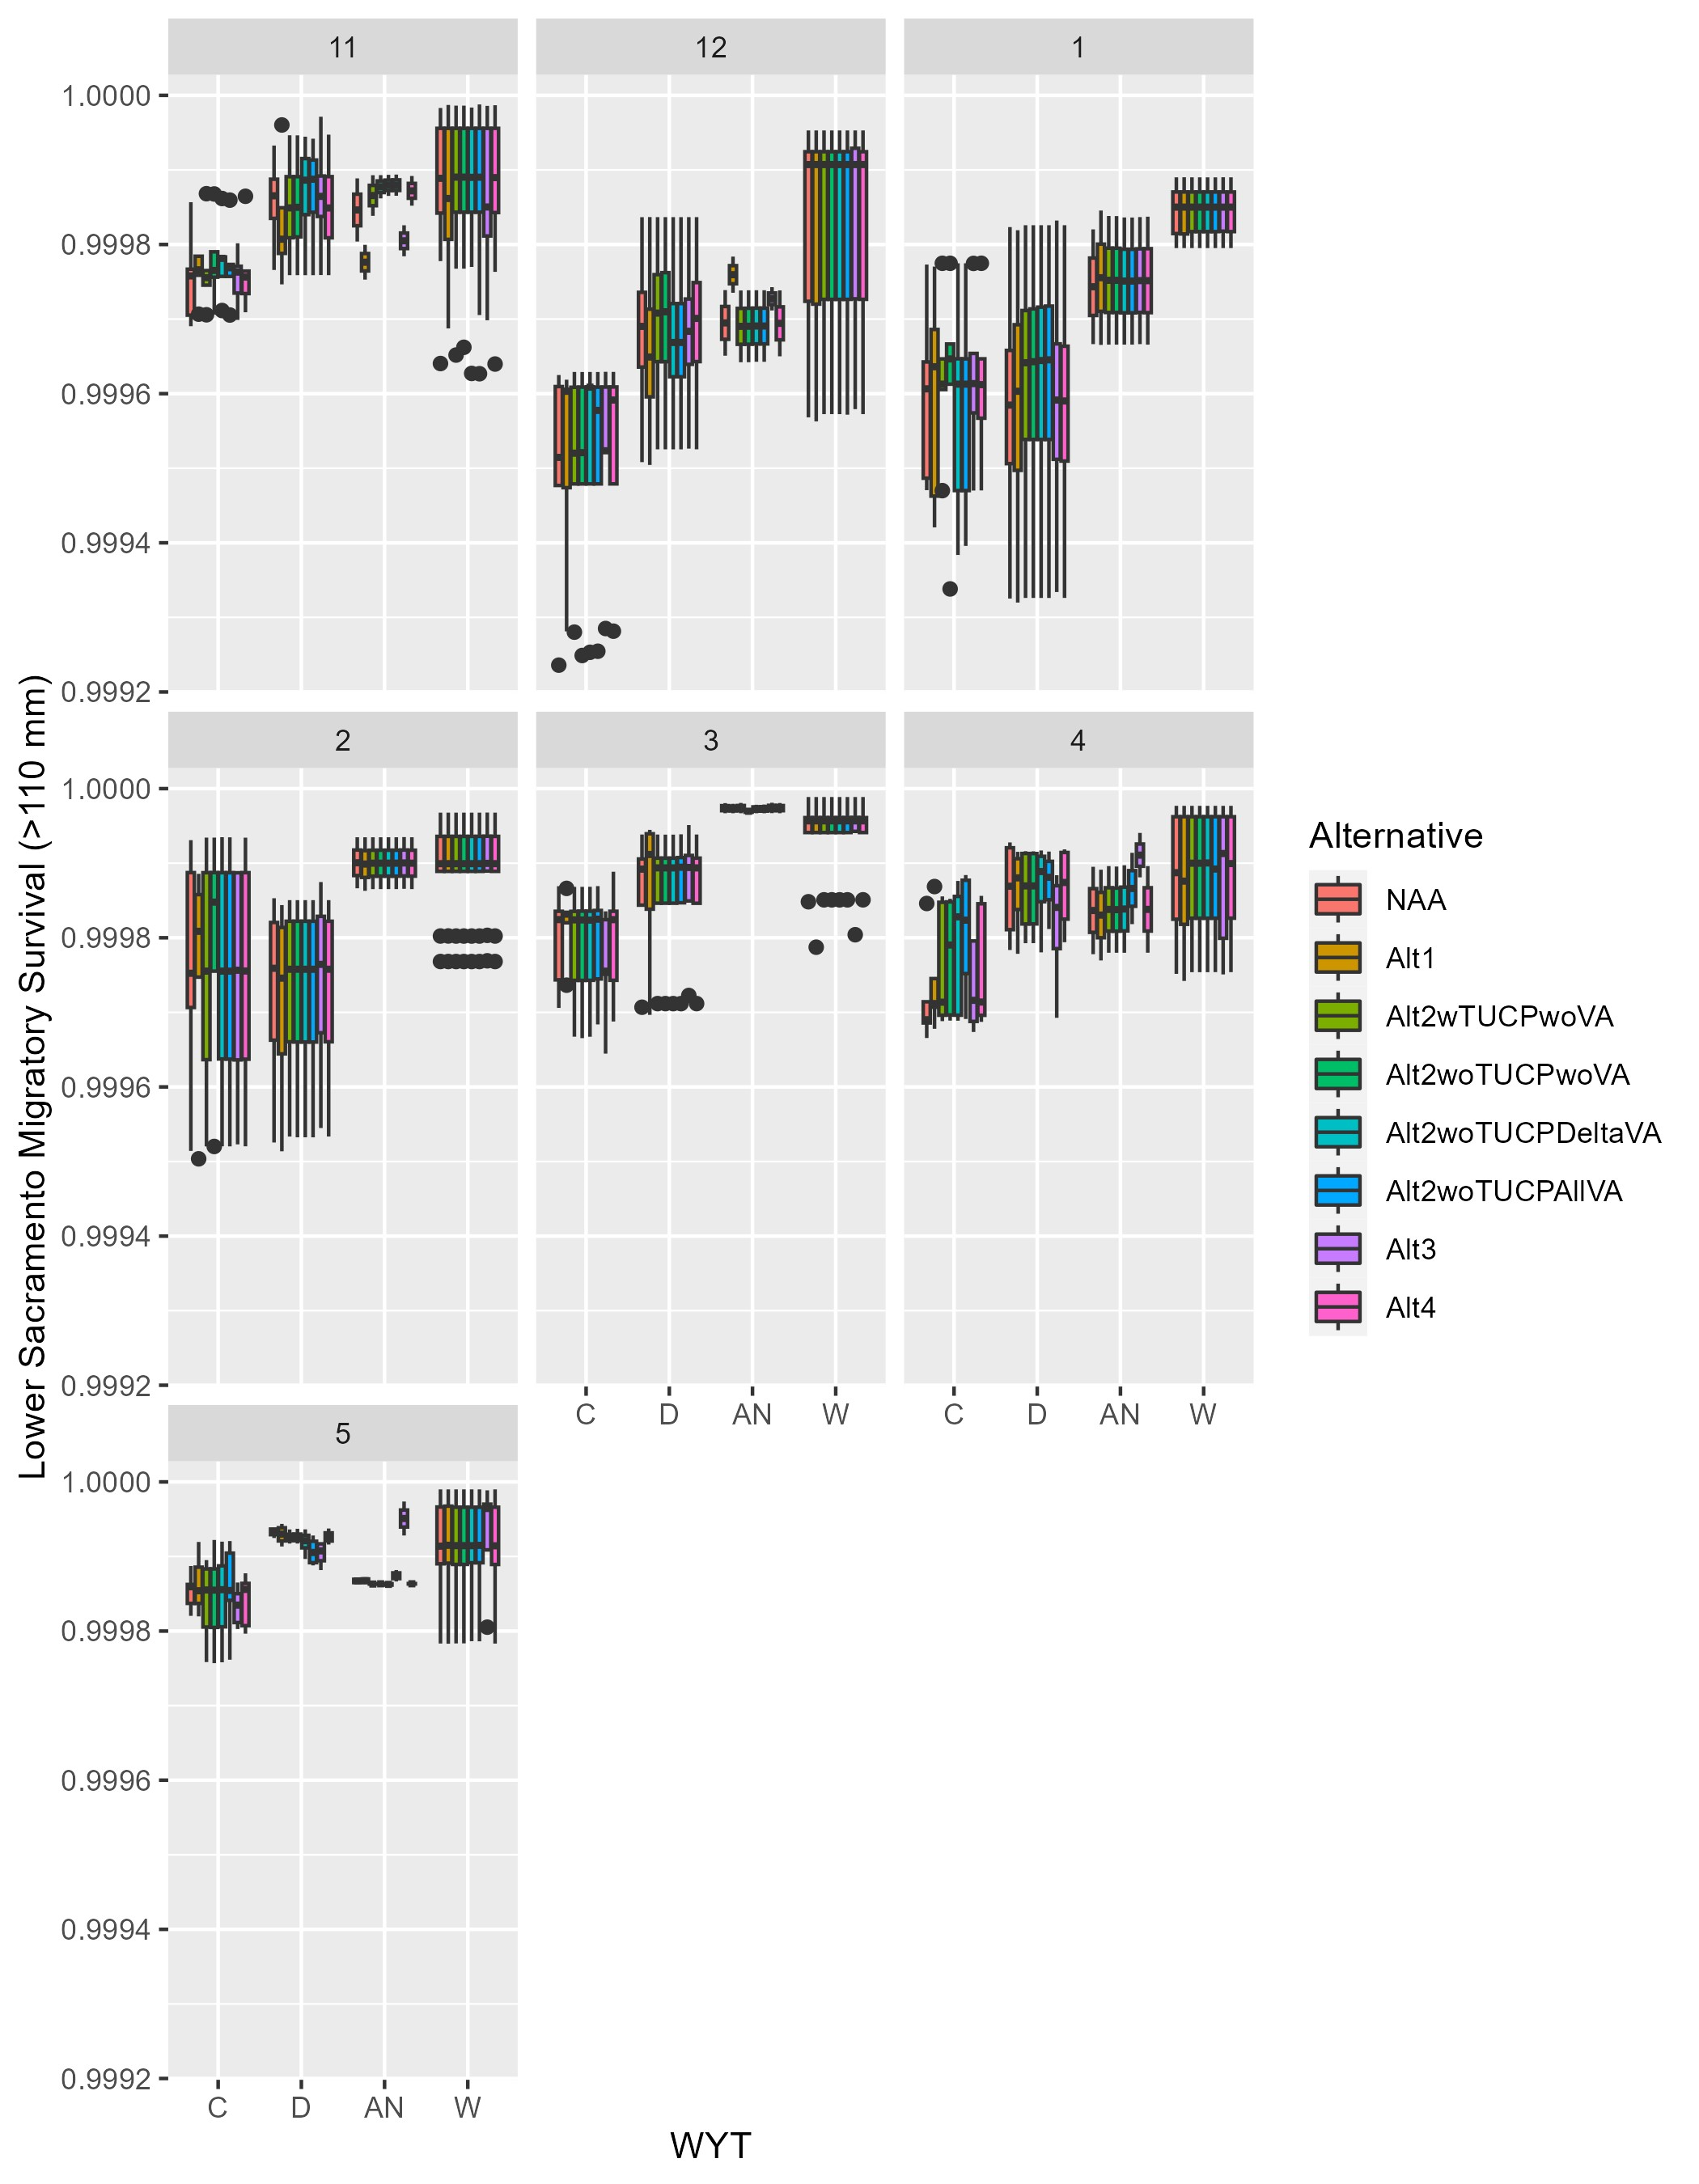 11
12
1
1.0000
0.9998
0.9996
0.9994
0.9992
2
3
4
1.0000
0.9998
0.9996
0.9994
0.9992
C D AN W
C D AN W
5
1.0000
0.9998
0.9996
0.9994
0.9992
C D AN W
WYT
Lower Sacramento Migratory Survival (>110 mm)
Alternative
NAA
Alt1
Alt2wTUCPwoVA
Alt2woTUCPwoVA
Alt2woTUCPDeltaVA
Alt2woTUCPAllVA
Alt3
Alt4